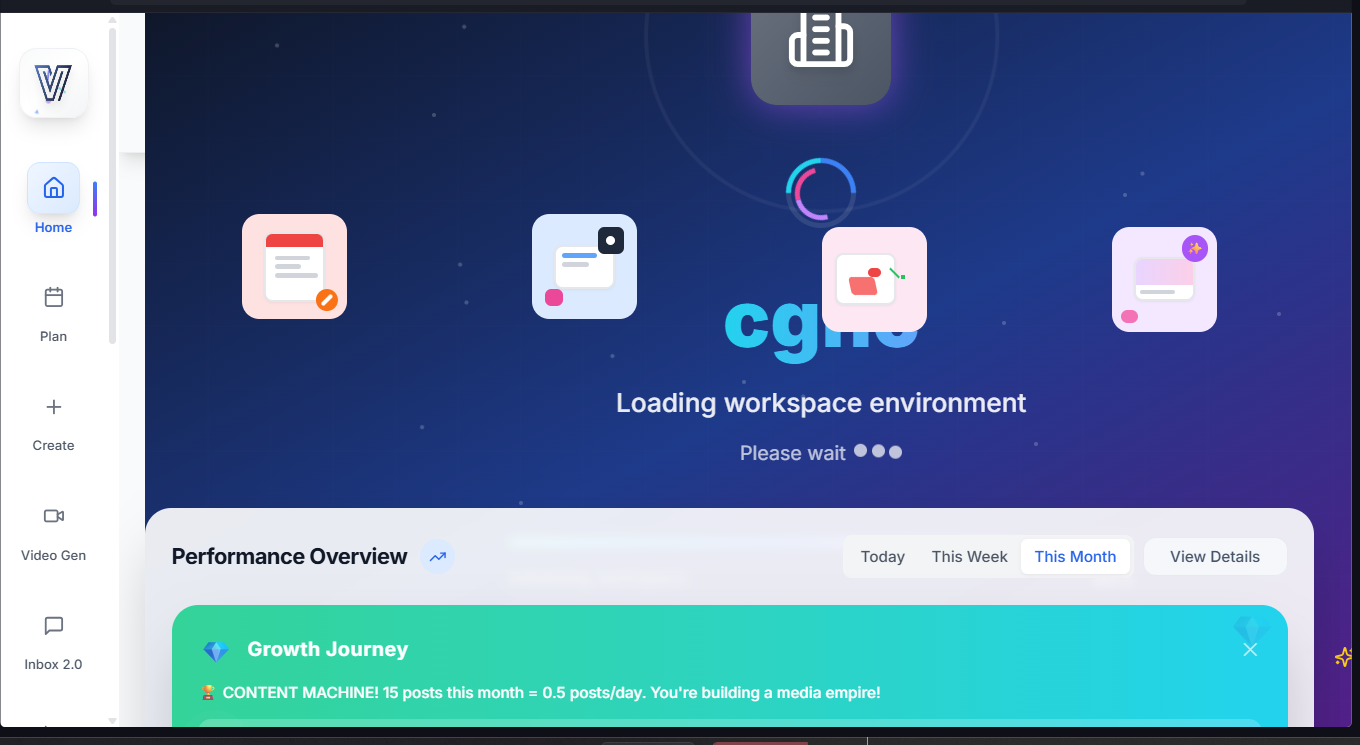 V
Home
Plan
Create
Video Gen
Inbox 2.0
Loading workspace environment
Please wait
Performance Overview
Today
This Week
This Month
View Details
Growth Journey
CONTENT MACHINE! 15 posts this month = 0.5 posts/day. You're building a media empire!